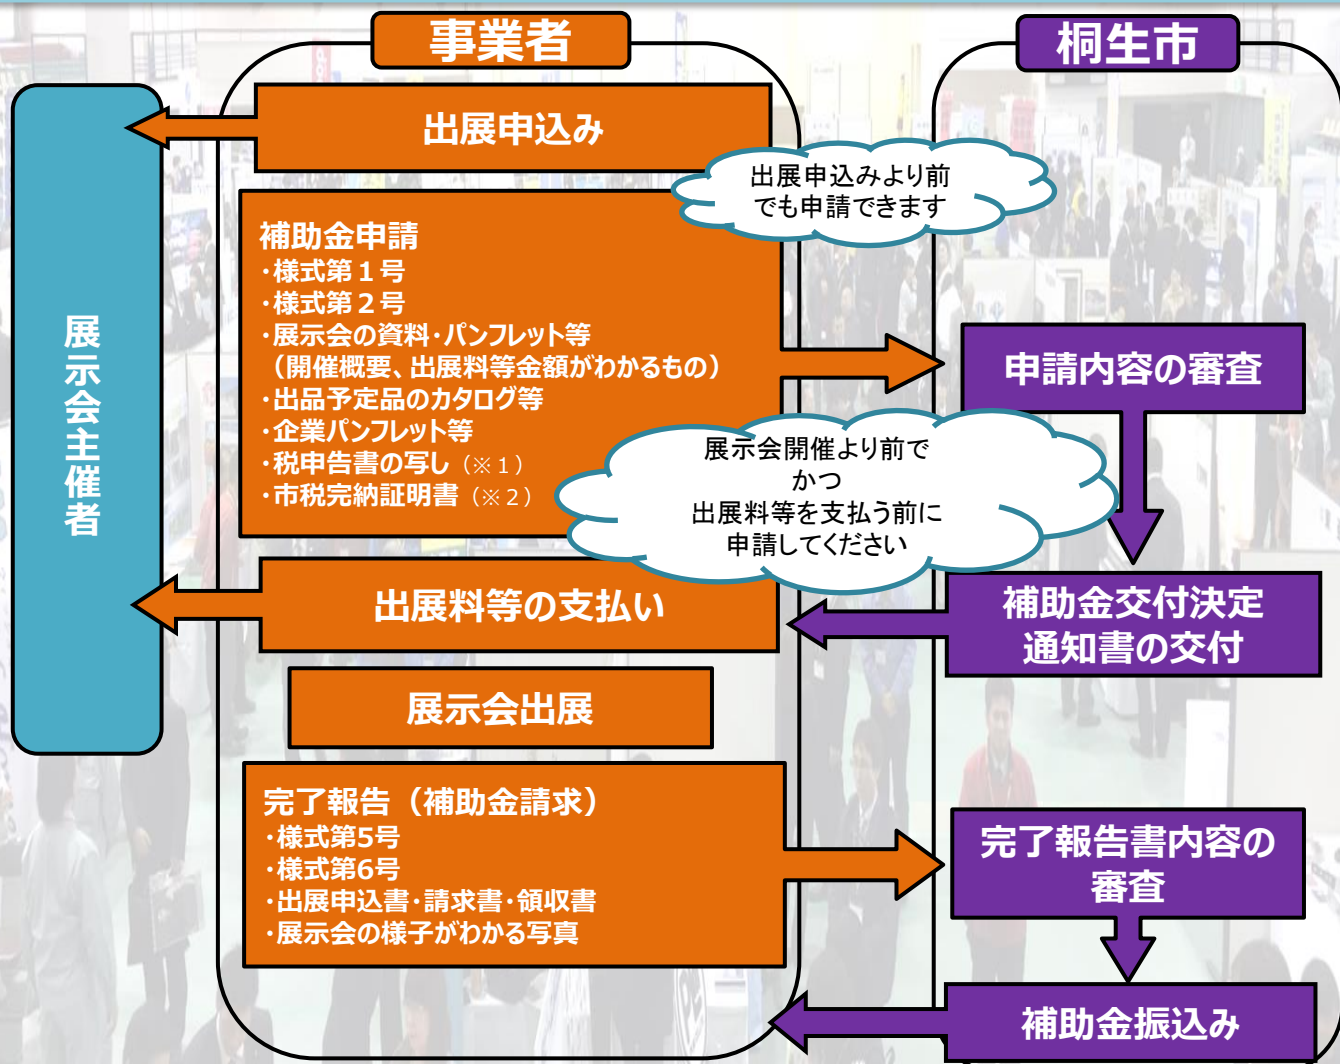 事業者
桐生市
展示会主催者
出展申込み
出展申込みより前
でも申請できます
補助金申請
・様式第１号
・様式第２号
・展示会の資料・パンフレット等
（開催概要、出展料等金額がわかるもの）
・出品予定品のカタログ等
・企業パンフレット等
・税申告書の写し（※１）
・市税完納証明書（※２）
申請内容の審査
展示会開催より前で
かつ
出展料等を支払う前に
申請してください
出展料等の支払い
補助金交付決定
通知書の交付
展示会出展
完了報告（補助金請求）
・様式第5号
・様式第6号
・出展申込書・請求書・領収書
・展示会の様子がわかる写真
完了報告書内容の
審査
補助金振込み